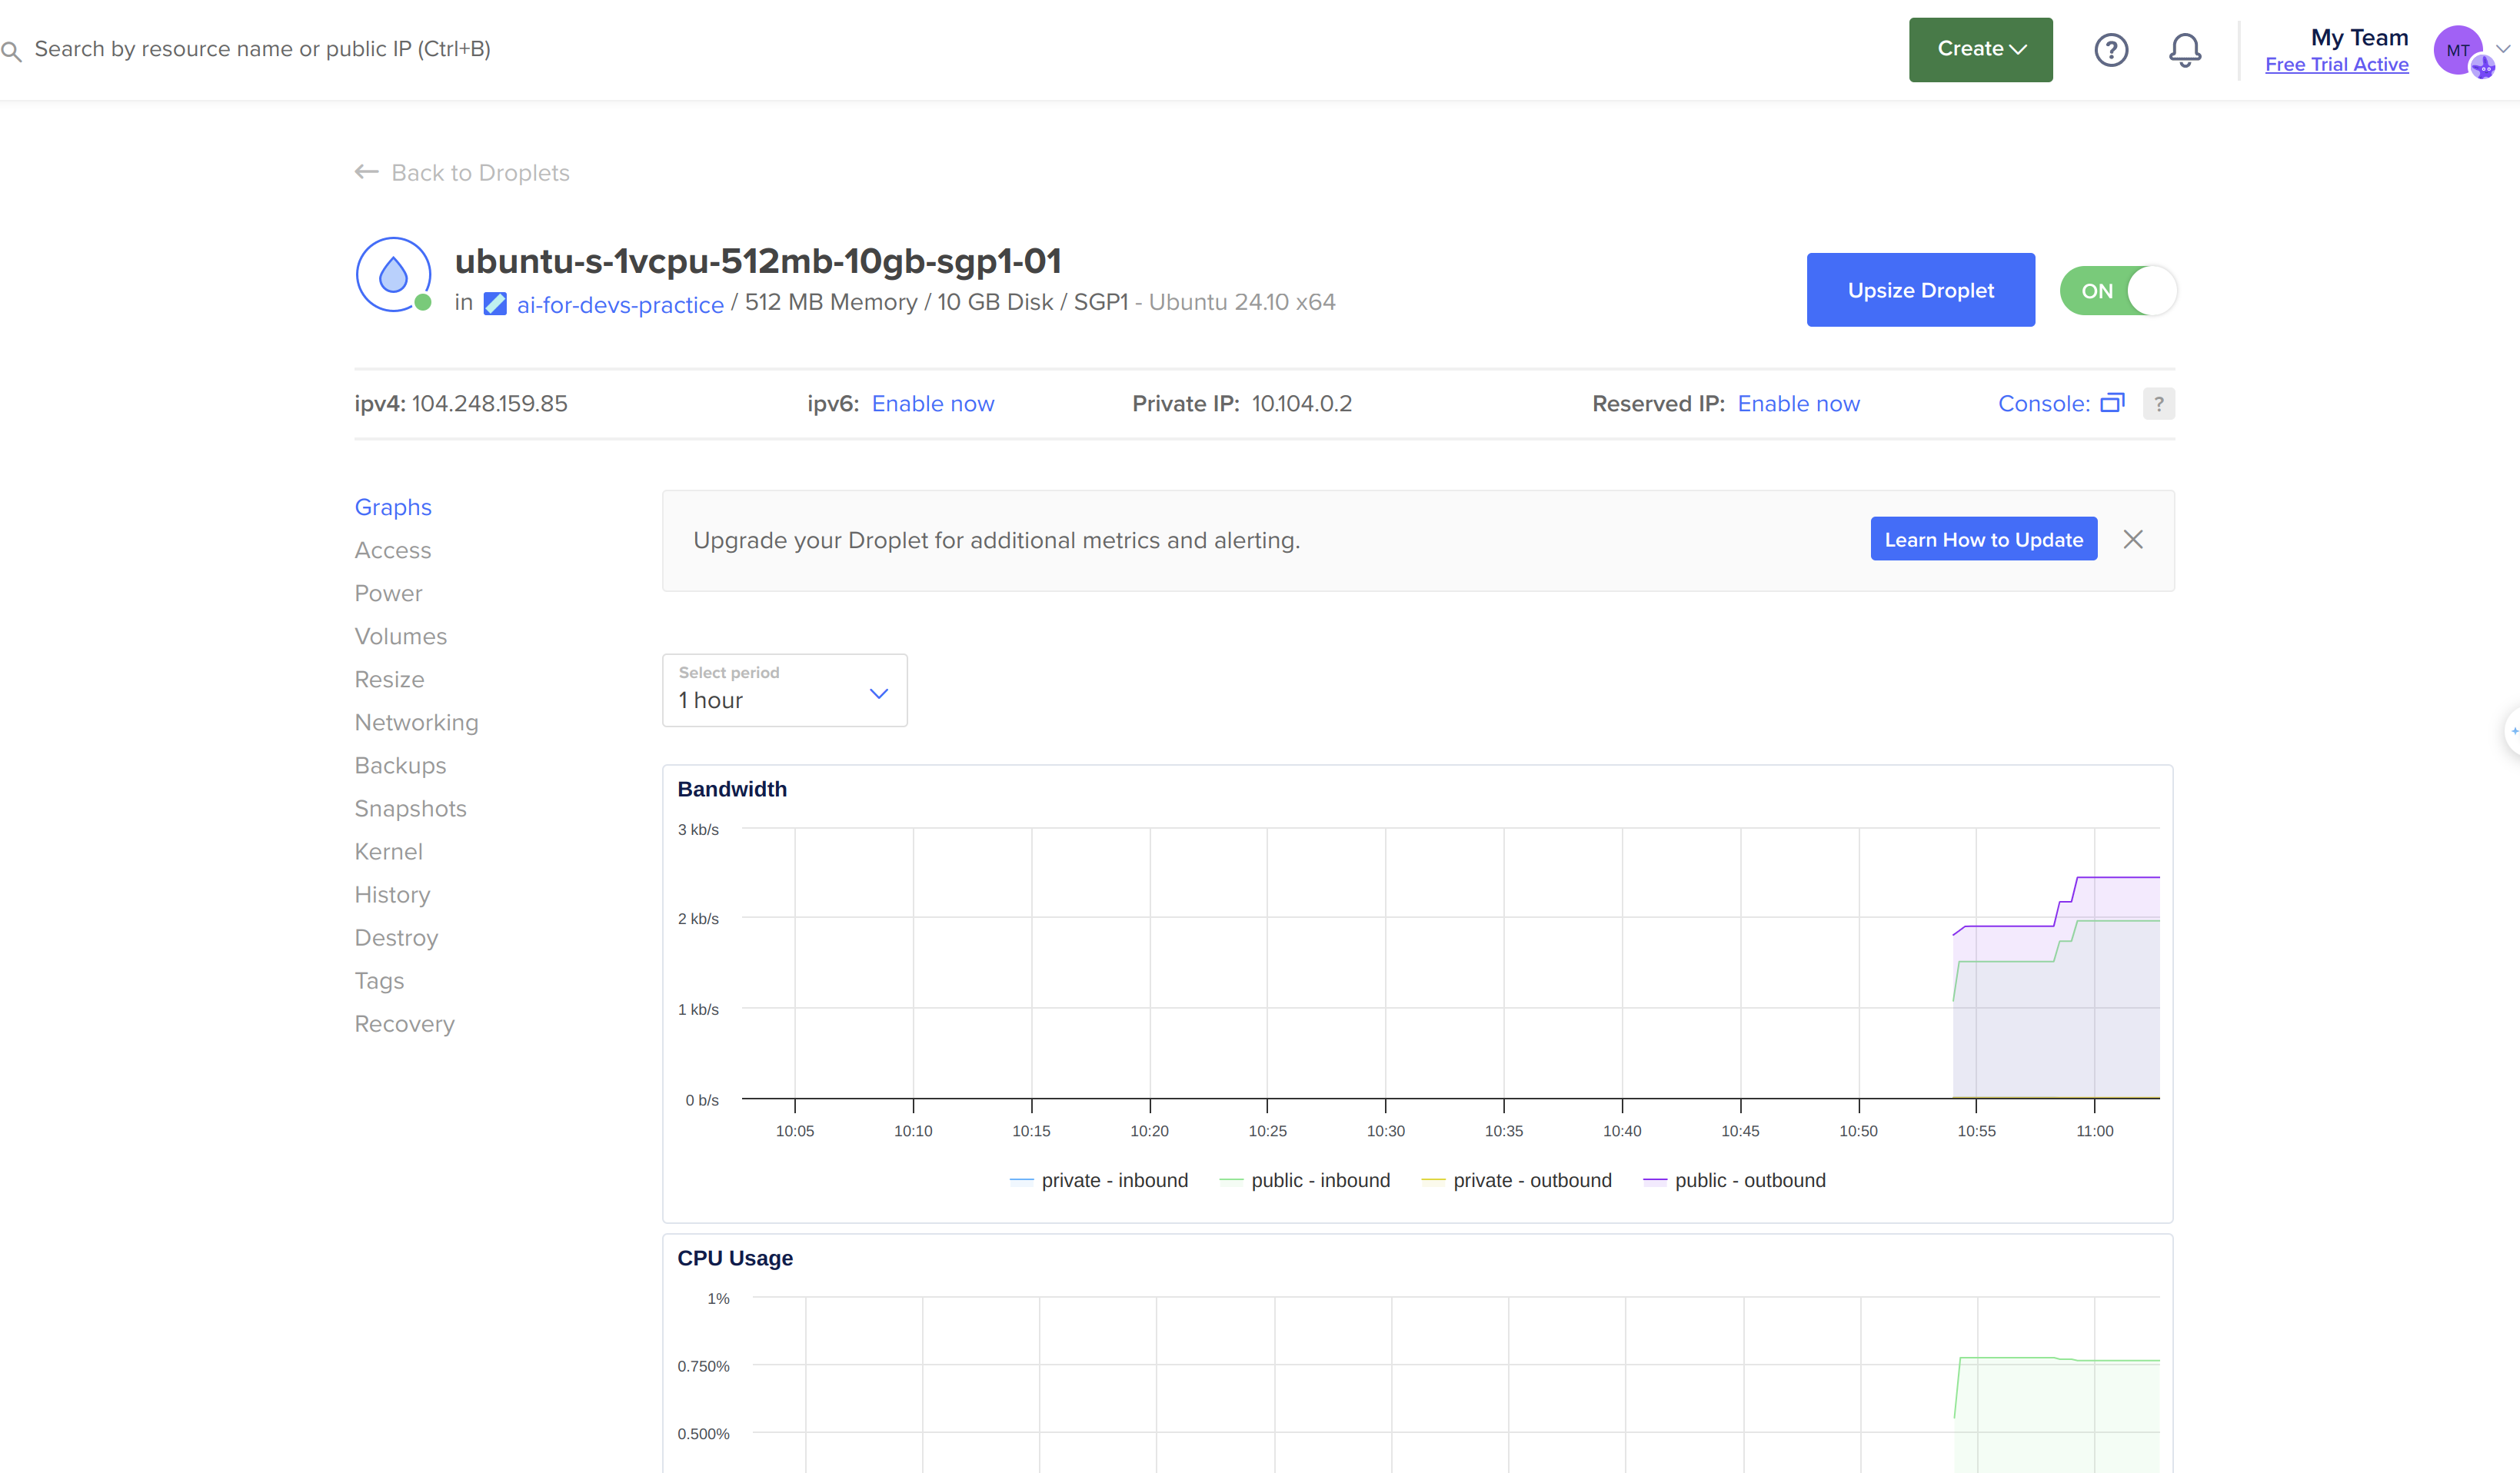 Search by resource name or public IP (Ctrl+B)
Create
My Team
Free Trial Active
MT
Back to Droplets
ubuntu-s-1vcpu-512mb-10gb-sgp1-01
in ai-for-devs-practice / 512 MB Memory / 10 GB Disk / SGP1 - Ubuntu 24.10 x64
Upsize Droplet
ON
ipv4: 104.248.159.85
ipv6: Enable now
Private IP: 10.104.0.2
Reserved IP: Enable now
Console:
?
Graphs
Access
Power
Volumes
Resize
Networking
Backups
Snapshots
Kernel
History
Destroy
Tags
Recovery
Upgrade your Droplet for additional metrics and alerting.
Learn How to Update
Select period
1 hour
Bandwidth
3 kb/s
2 kb/s
1 kb/s
0 b/s
10:05 10:10 10:15 10:20 10:25 10:30 10:35 10:40 10:45 10:50 10:55 11:00
private - inbound public - inbound private - outbound public - outbound
CPU Usage
1%
0.750%
0.500%